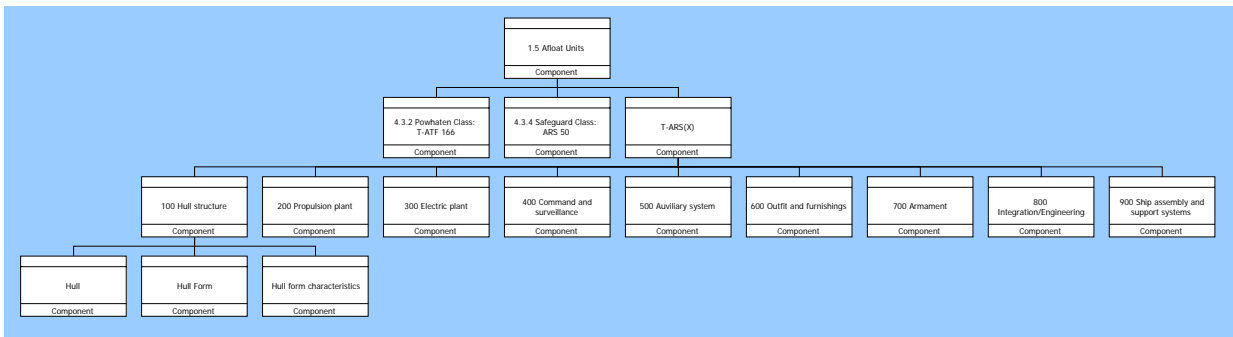 1.5 Afloat Units
Component
4.3.2 Powhaten Class:
T-ATF 166
Component
4.3.4 Safeguard Class:
ARS 50
Component
T-ARS(X)
Component
100 Hull structure
Component
200 Propulsion plant
Component
300 Electric plant
Component
400 Command and
surveillance
Component
500 Auviliary system
Component
600 Outfit and furnishings
Component
700 Armament
Component
800
Integration/Engineering
Component
900 Ship assembly and
support systems
Component
Hull
Component
Hull Form
Component
Hull form characteristics
Component